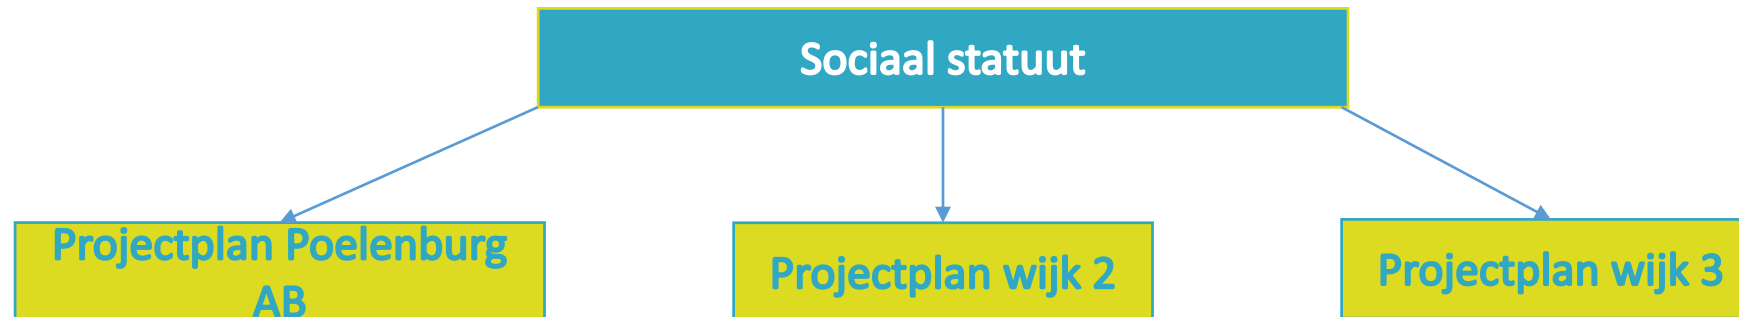 Sociaal statuut
Projectplan Poelenburg
AB
Projectplan wijk 2
Projectplan wijk 3